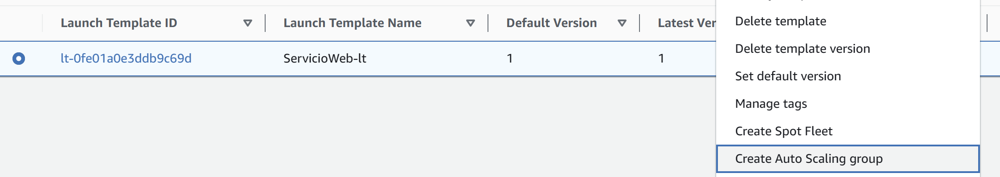 Launch Template ID
Launch Template Name
Default Version
Latest Ver
lt-0fe01a0e3ddb9c69d
ServicioWeb-lt
1
1
Delete template
Delete template version
Set default version
Manage tags
Create Spot Fleet
Create Auto Scaling group